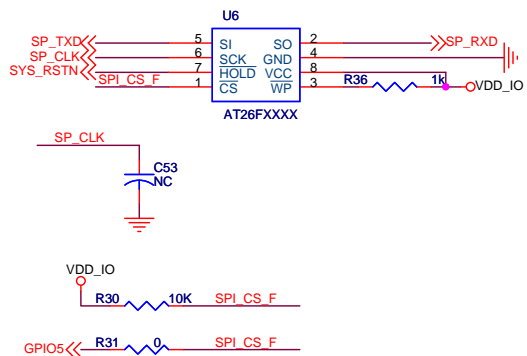 U6
SP_TXD 5 SI SO 2 SP_RXD
SP_CLK 6 SCK GND 4
SYS_RSTN 7 HOLD VCC 8
SPI_CS_F 1 CS WP 3 R36 1k VDD_IO
AT26FXXXX
SP_CLK
C53
NC
VDD_IO
R30 10K SPI_CS_F
GPIO5 R31 0 SPI_CS_F